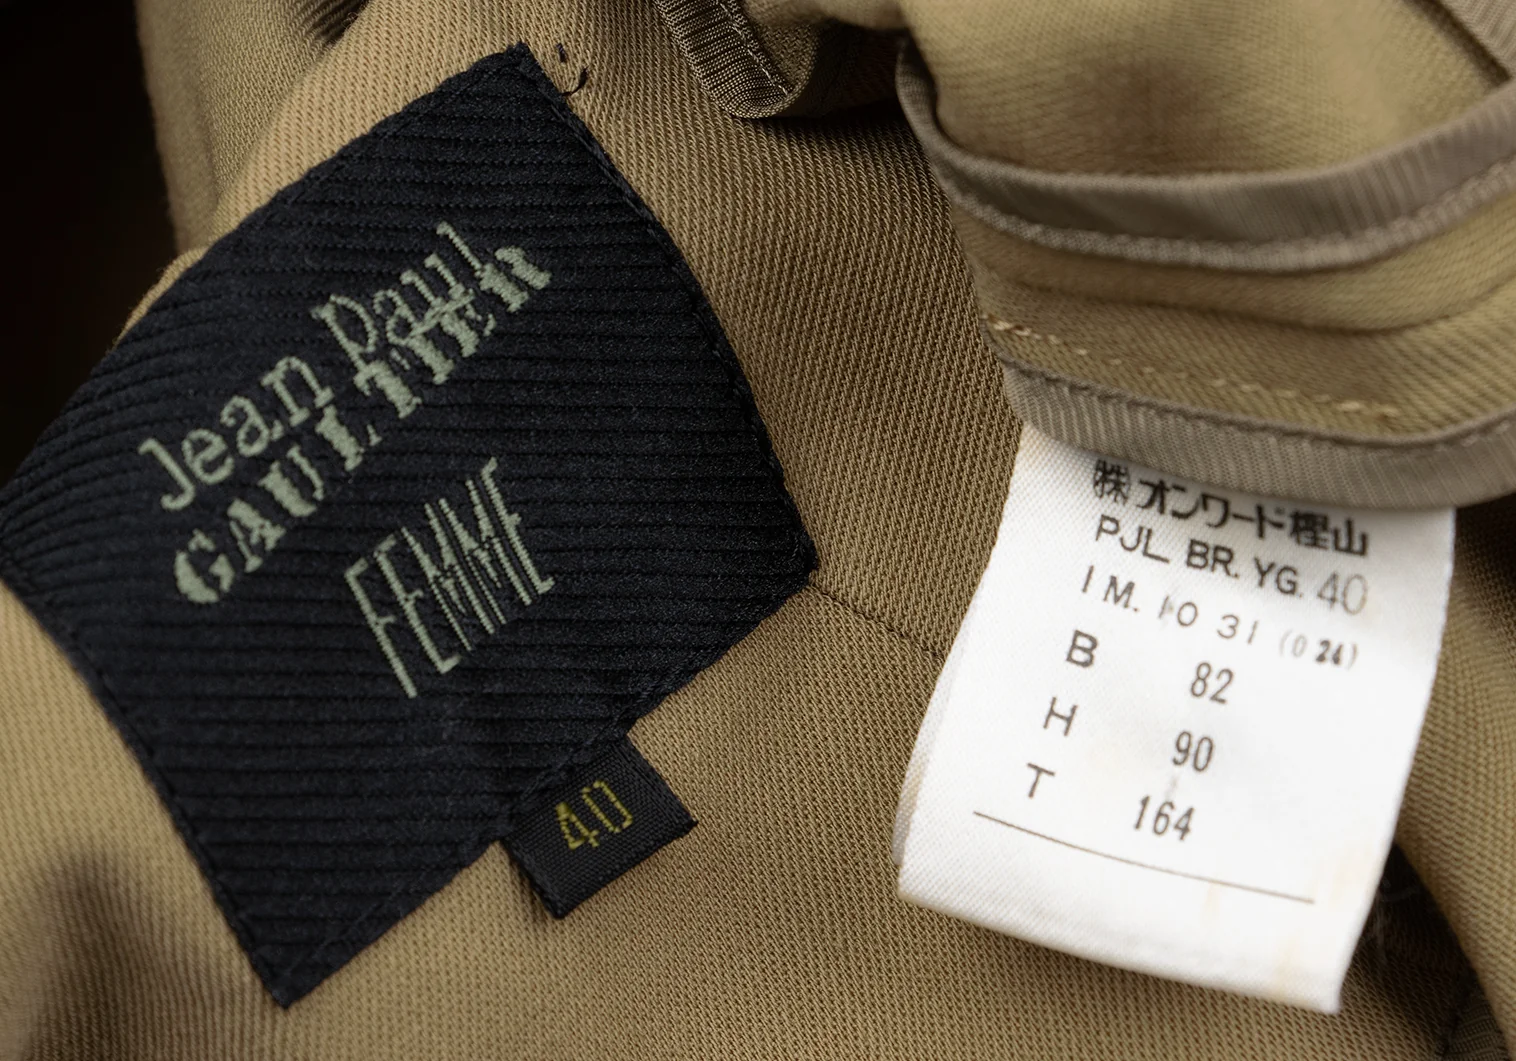 Jean Paul
GAULTIER
FEMME
40
㈱オンワード樫山
PJL. BR. YG. 40
I M. 10 31 (0 24)
B 82
H 90
T 164